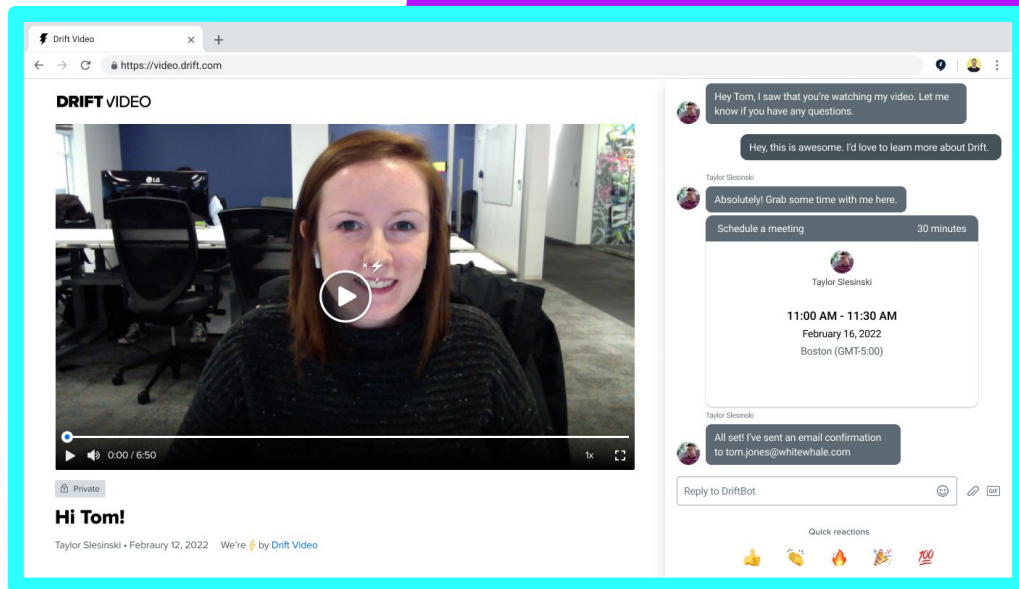 Drift Video
https://video.drift.com
DRIFT VIDEO
LG
0:00 / 6:50
1x
Private
Hi Tom!
Taylor Slesinski • Febraury 12, 2022 We're ⚡ by Drift Video
Hey Tom, I saw that you're watching my video. Let me
know if you have any questions.
Hey, this is awesome. I'd love to learn more about Drift.
Taylor Slesinski
Absolutely! Grab some time with me here.
Schedule a meeting 30 minutes
Taylor Slesinski
11:00 AM - 11:30 AM
February 16, 2022
Boston (GMT-5:00)
Taylor Slesinski
All set! I've sent an email confirmation
to tom.jones@whitewhale.com
Reply to DriftBot
GIF
Quick reactions
👍 👏 🔥 🎉 💯